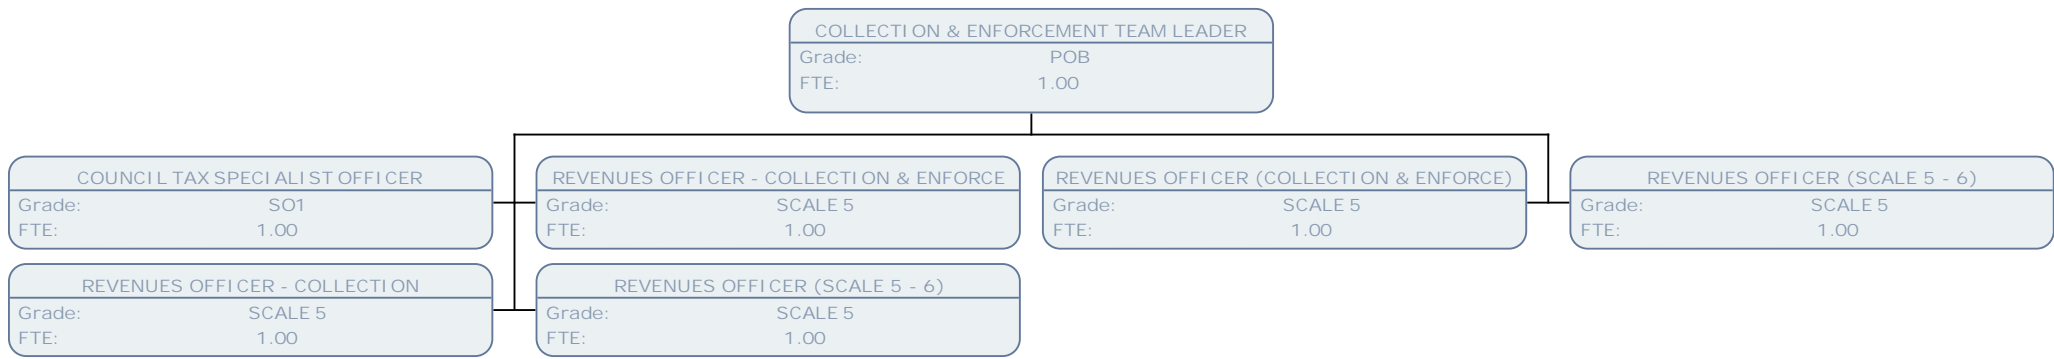 COLLECTION & ENFORCEMENT TEAM LEADER
Grade: POB
FTE: 1.00
COUNCIL TAX SPECIALIST OFFICER
Grade: SO1
FTE: 1.00
REVENUES OFFICER - COLLECTION & ENFORCE
Grade: SCALE 5
FTE: 1.00
REVENUES OFFICER (COLLECTION & ENFORCE)
Grade: SCALE 5
FTE: 1.00
REVENUES OFFICER (SCALE 5 - 6)
Grade: SCALE 5
FTE: 1.00
REVENUES OFFICER - COLLECTION
Grade: SCALE 5
FTE: 1.00
REVENUES OFFICER (SCALE 5 - 6)
Grade: SCALE 5
FTE: 1.00